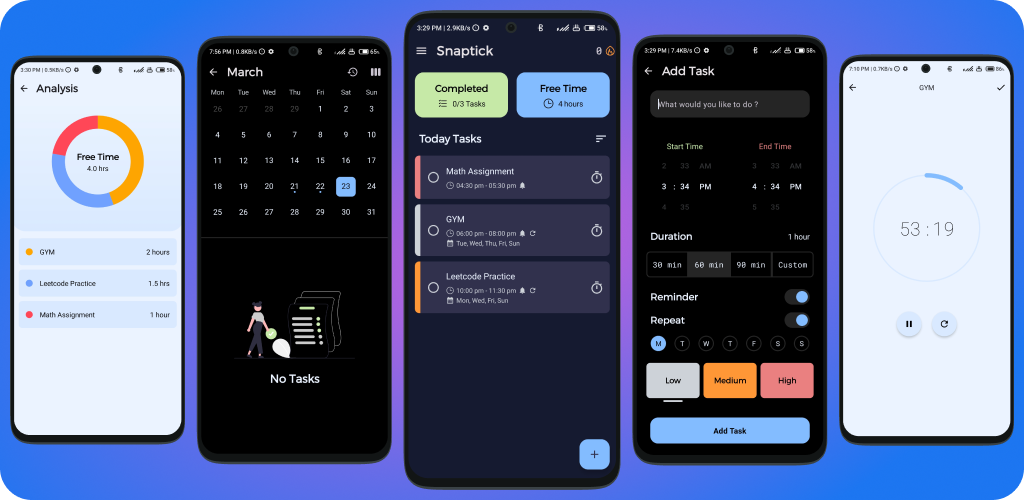 3:30 PM | 0.5KB/s
58
Analysis
Free Time
4.0 hrs
GYM
2 hours
Leetcode Practice
1.5 hrs
Math Assignment
1 hour
7:56 PM | 0.8KB/s
65
March
Mon Tue Wed Thu Fri Sat Sun
26 27 28 29 1 2 3
4 5 6 7 8 9 10
11 12 13 14 15 16 17
18 19 20 21 22 23 24
25 26 27 28 29 30 31
No Tasks
3:29 PM | 2.9KB/s
58
Snaptick
0
Completed
0/3 Tasks
Free Time
4 hours
Today Tasks
Math Assignment
04:30 pm - 05:30 pm
GYM
06:00 pm - 08:00 pm
Tue, Wed, Thu, Fri, Sun
Leetcode Practice
10:00 pm - 11:30 pm
Mon, Wed, Fri, Sun
+
3:29 PM | 7.4KB/s
58
Add Task
What would you like to do ?
Start Time
End Time
2 33 AM
3 33 AM
3 : 34 PM
4 : 34 PM
4 35
5 35
Duration
1 hour
30 min 60 min 90 min Custom
Reminder
Repeat
M T W T F S S
Low Medium High
Add Task
7:10 PM | 0.7KB/s
86
GYM
53 : 19